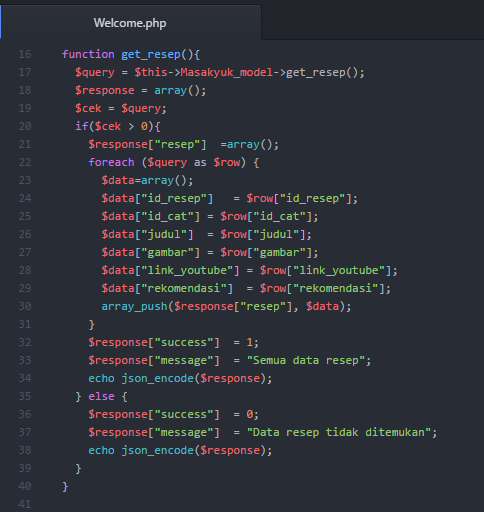 Welcome.php
16 function get_resep(){
17 $query = $this->Masakyuk_model->get_resep();
18 $response = array();
19 $cek = $query;
20 if($cek > 0){
21 $response["resep"]  =array();
22 foreach ($query as $row) {
23 $data=array();
24 $data["id_resep"]   = $row["id_resep"];
25 $data["id_cat"] = $row["id_cat"];
26 $data["judul"]  = $row["judul"];
27 $data["gambar"] = $row["gambar"];
28 $data["link_youtube"] = $row["link_youtube"];
29 $data["rekomendasi"]  = $row["rekomendasi"];
30 array_push($response["resep"], $data);
31 }
32 $response["success"]  = 1;
33 $response["message"]  = "Semua data resep";
34 echo json_encode($response);
35 } else {
36 $response["success"]  = 0;
37 $response["message"]  = "Data resep tidak ditemukan";
38 echo json_encode($response);
39 }
40 }
41